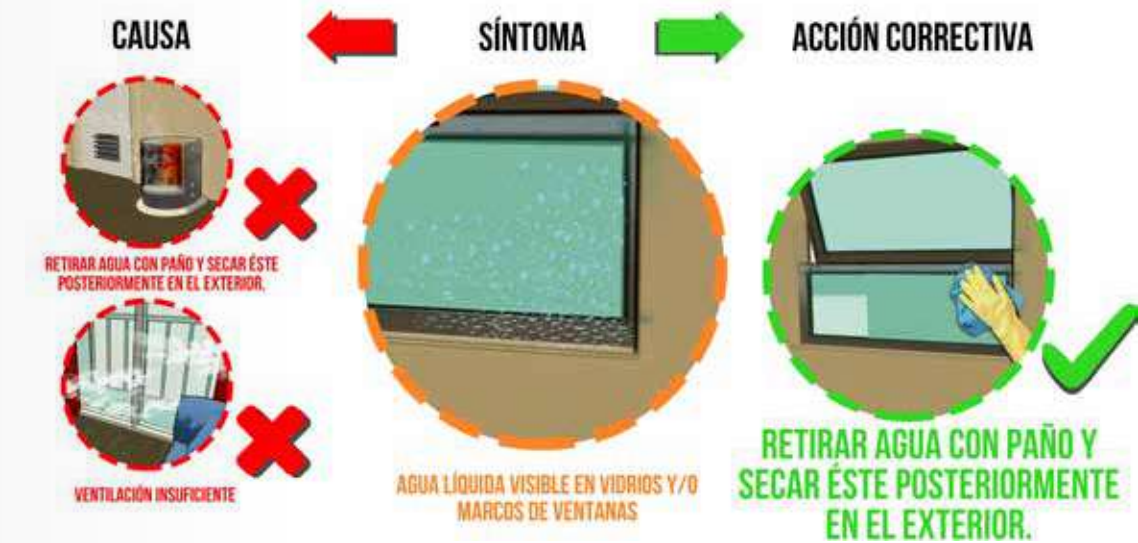 CAUSA
SÍNTOMA
ACCIÓN CORRECTIVA
RETIRAR AGUA CON PAÑO Y SECAR ÉSTE
POSTERIORMENTE EN EL EXTERIOR.
VENTILACIÓN INSUFICIENTE
AGUA LÍQUIDA VISIBLE EN VIDRIOS Y/O
MARCOS DE VENTANAS
RETIRAR AGUA CON PAÑO Y
SECAR ÉSTE POSTERIORMENTE
EN EL EXTERIOR.